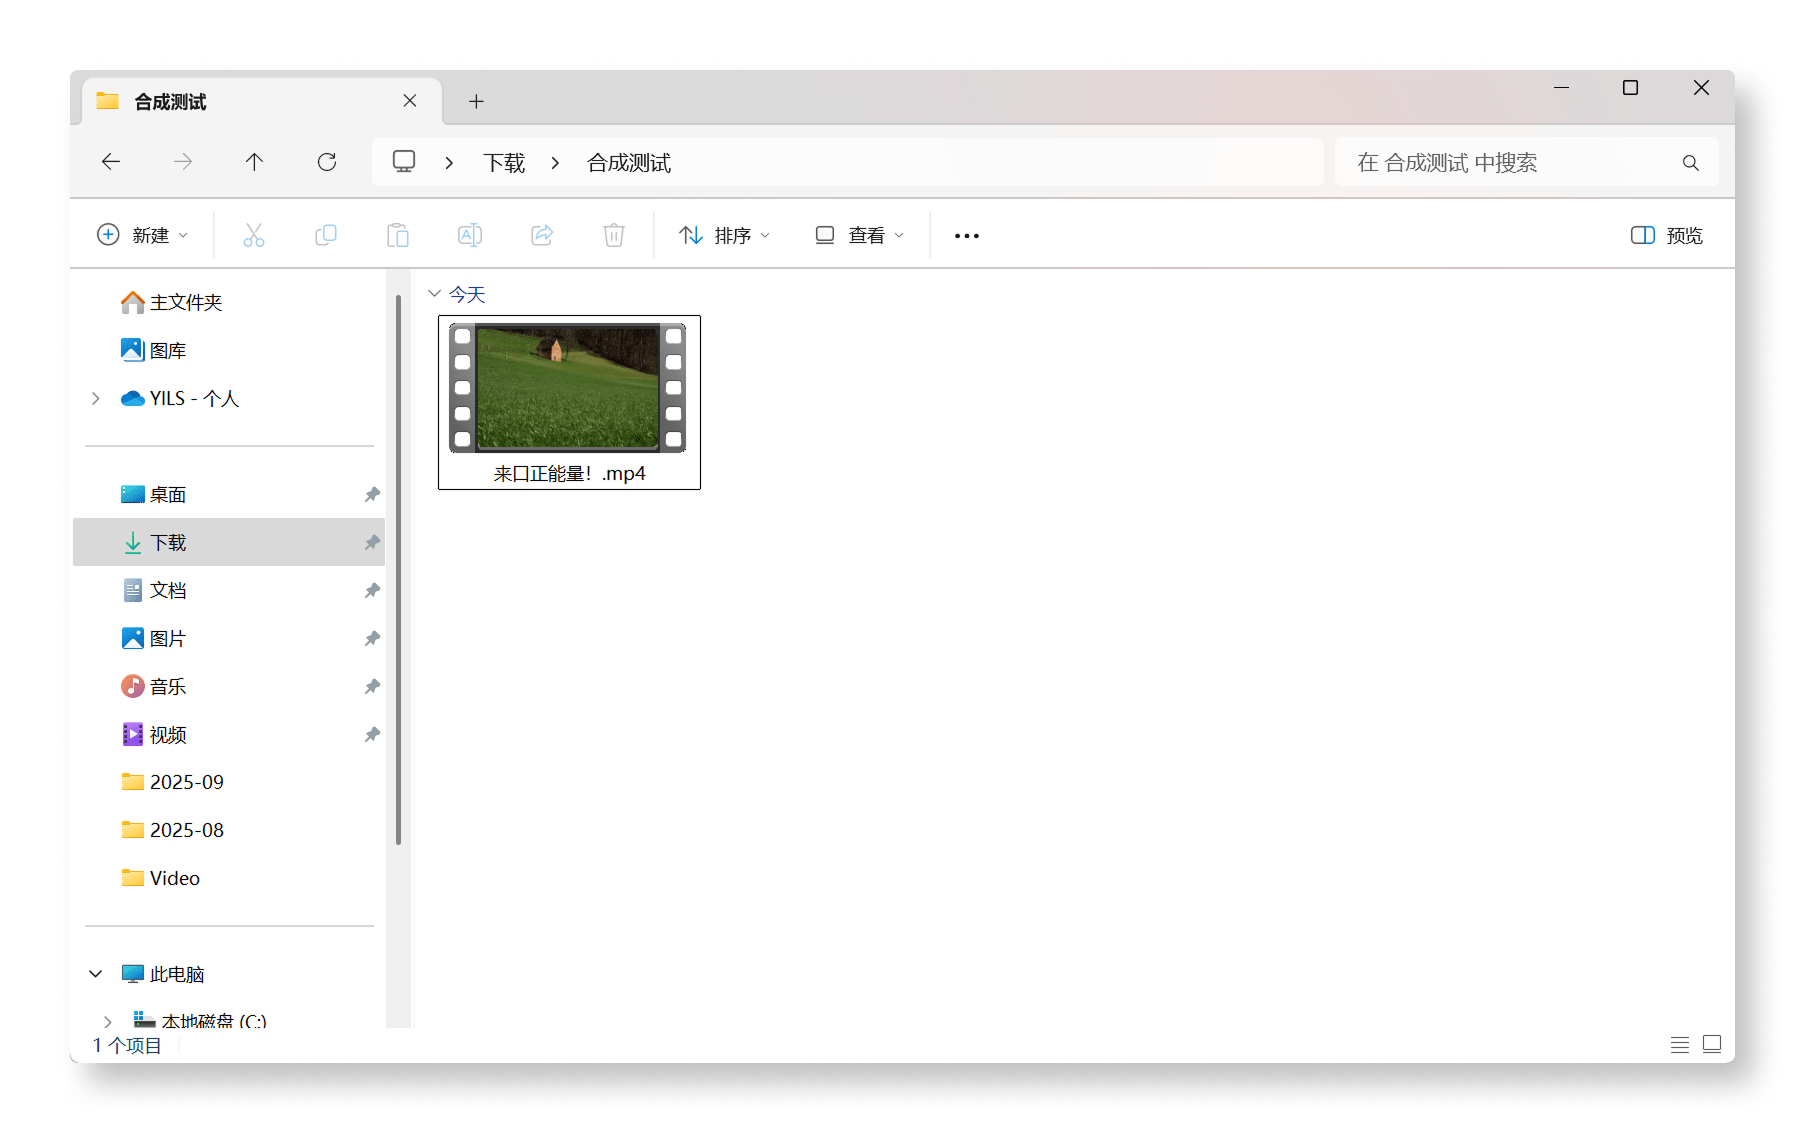 合成测试
下载
合成测试
在 合成测试 中搜索
新建
排序
查看
预览
主文件夹
图库
YILS - 个人
桌面
下载
文档
图片
音乐
视频
2025-09
2025-08
Video
此电脑
本地磁盘 (C:)
今天
来口正能量！.mp4
1 个项目